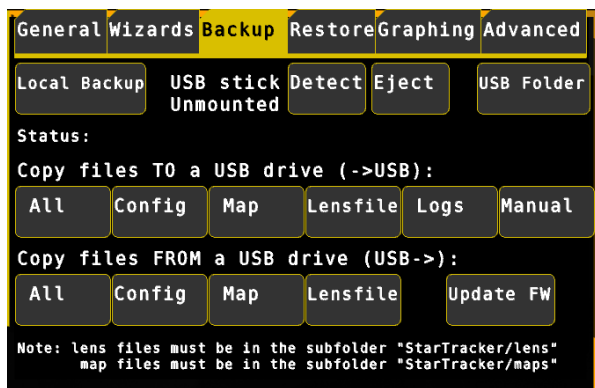 General Wizards Backup Restore Graphing Advanced
Local Backup USB stick Detect Eject USB Folder
Unmounted
Status:
Copy files TO a USB drive (->USB):
All Config Map Lensfile Logs Manual
Copy files FROM a USB drive (USB->):
All Config Map Lensfile Update FW
Note: lens files must be in the subfolder "StarTracker/lens"
map files must be in the subfolder "StarTracker/maps"